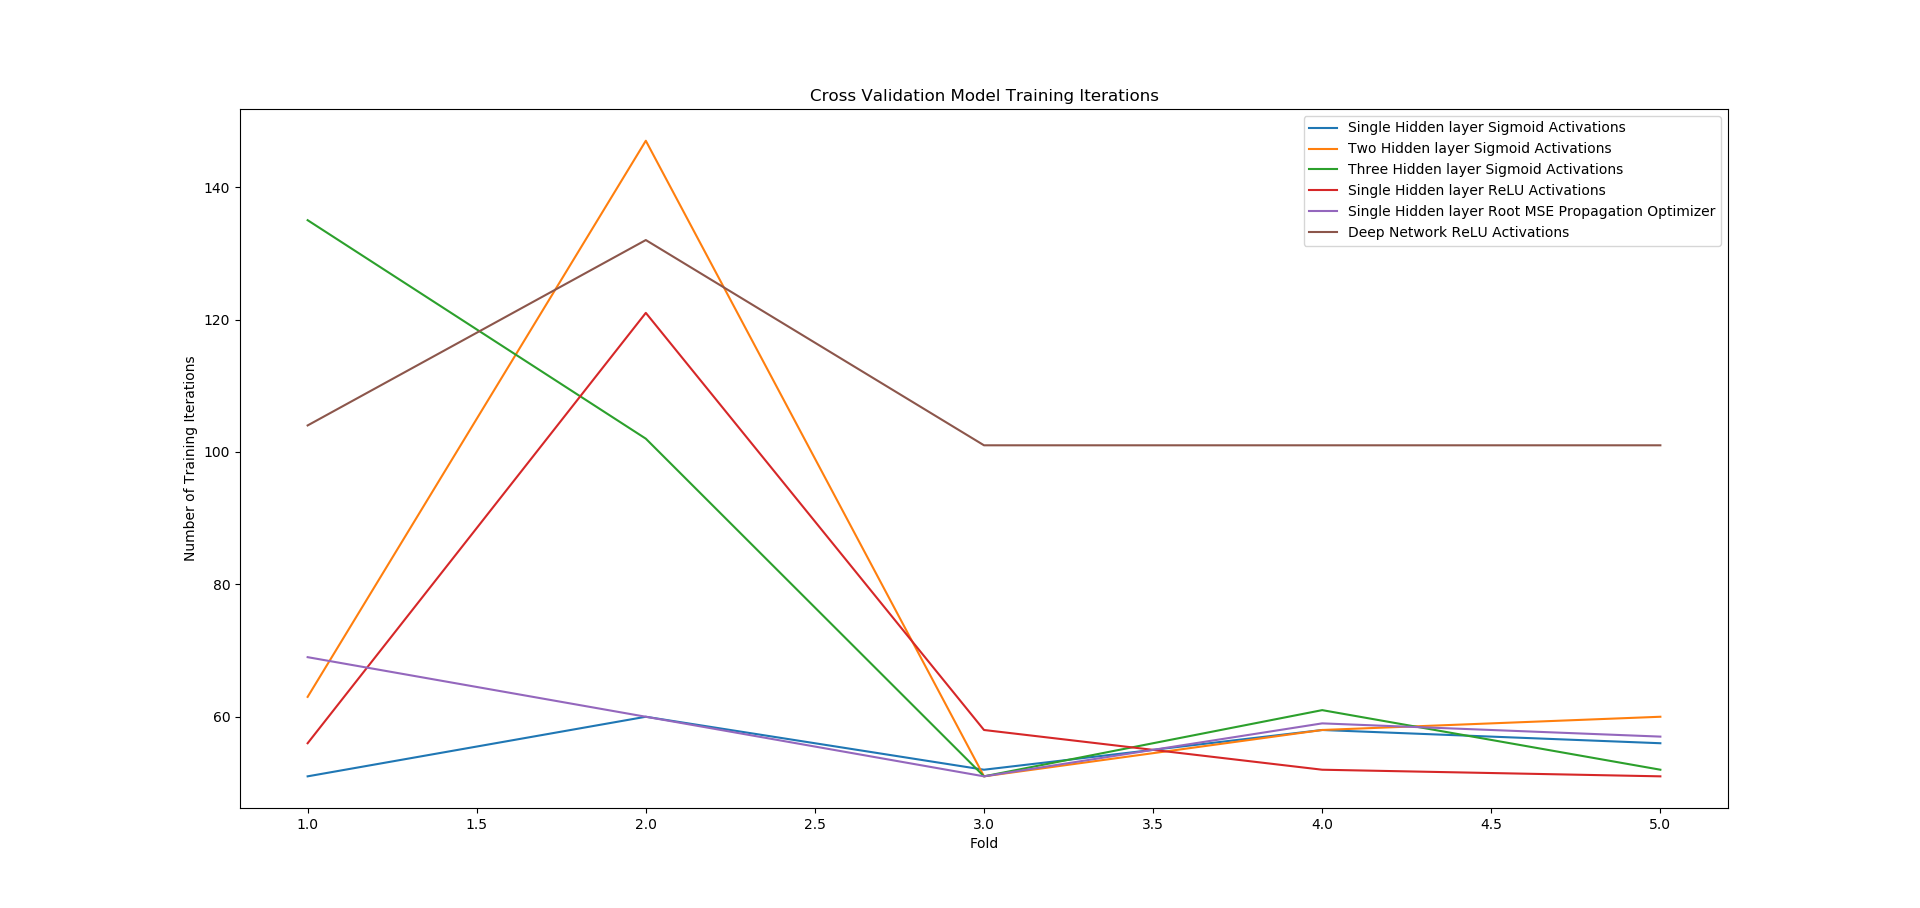 Cross Validation Model Training Iterations
Single Hidden layer Sigmoid Activations
Two Hidden layer Sigmoid Activations
Three Hidden layer Sigmoid Activations
Single Hidden layer ReLU Activations
Single Hidden layer Root MSE Propagation Optimizer
Deep Network ReLU Activations
Number of Training Iterations
140
120
100
80
60
1.0 1.5 2.0 2.5 3.0 3.5 4.0 4.5 5.0
Fold